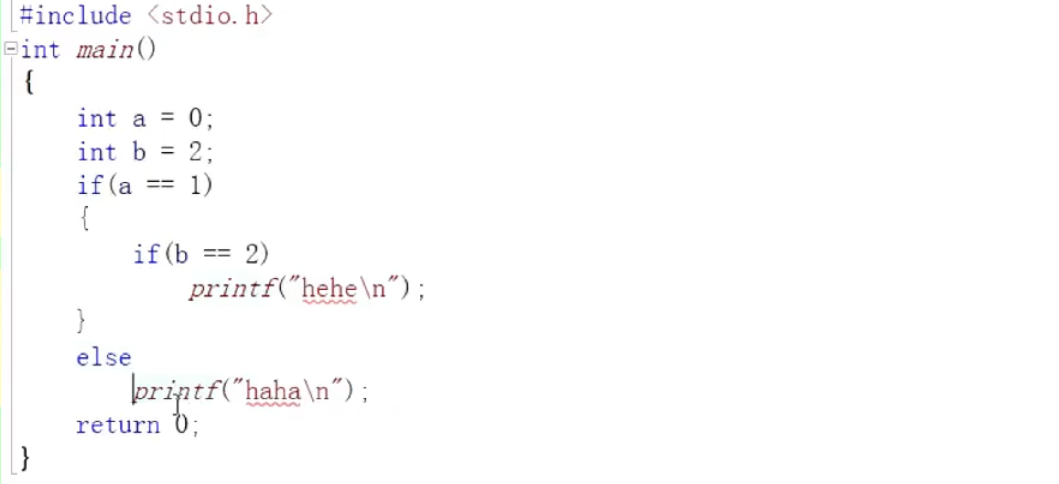 #include <stdio.h>
int main()
{
    int a = 0;
    int b = 2;
    if(a == 1)
    {
        if(b == 2)
            printf("hehe\n");
    }
    else
        printf("haha\n");
    return 0;
}